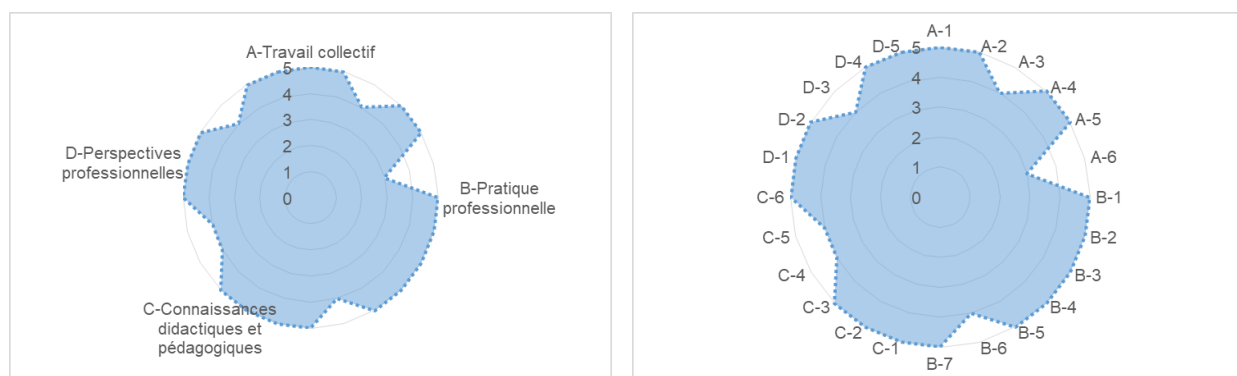 A-Travail collectif
5
4
3
2
1
0
D-Perspectives
professionnelles
B-Pratique
professionnelle
C-Connaissances
didactiques et
pédagogiques
A-1
A-2
A-3
A-4
A-5
A-6
B-1
B-2
B-3
B-4
B-5
B-6
B-7
C-1
C-2
C-3
C-4
C-5
C-6
D-1
D-2
D-3
D-4
D-5
5
4
3
2
1
0